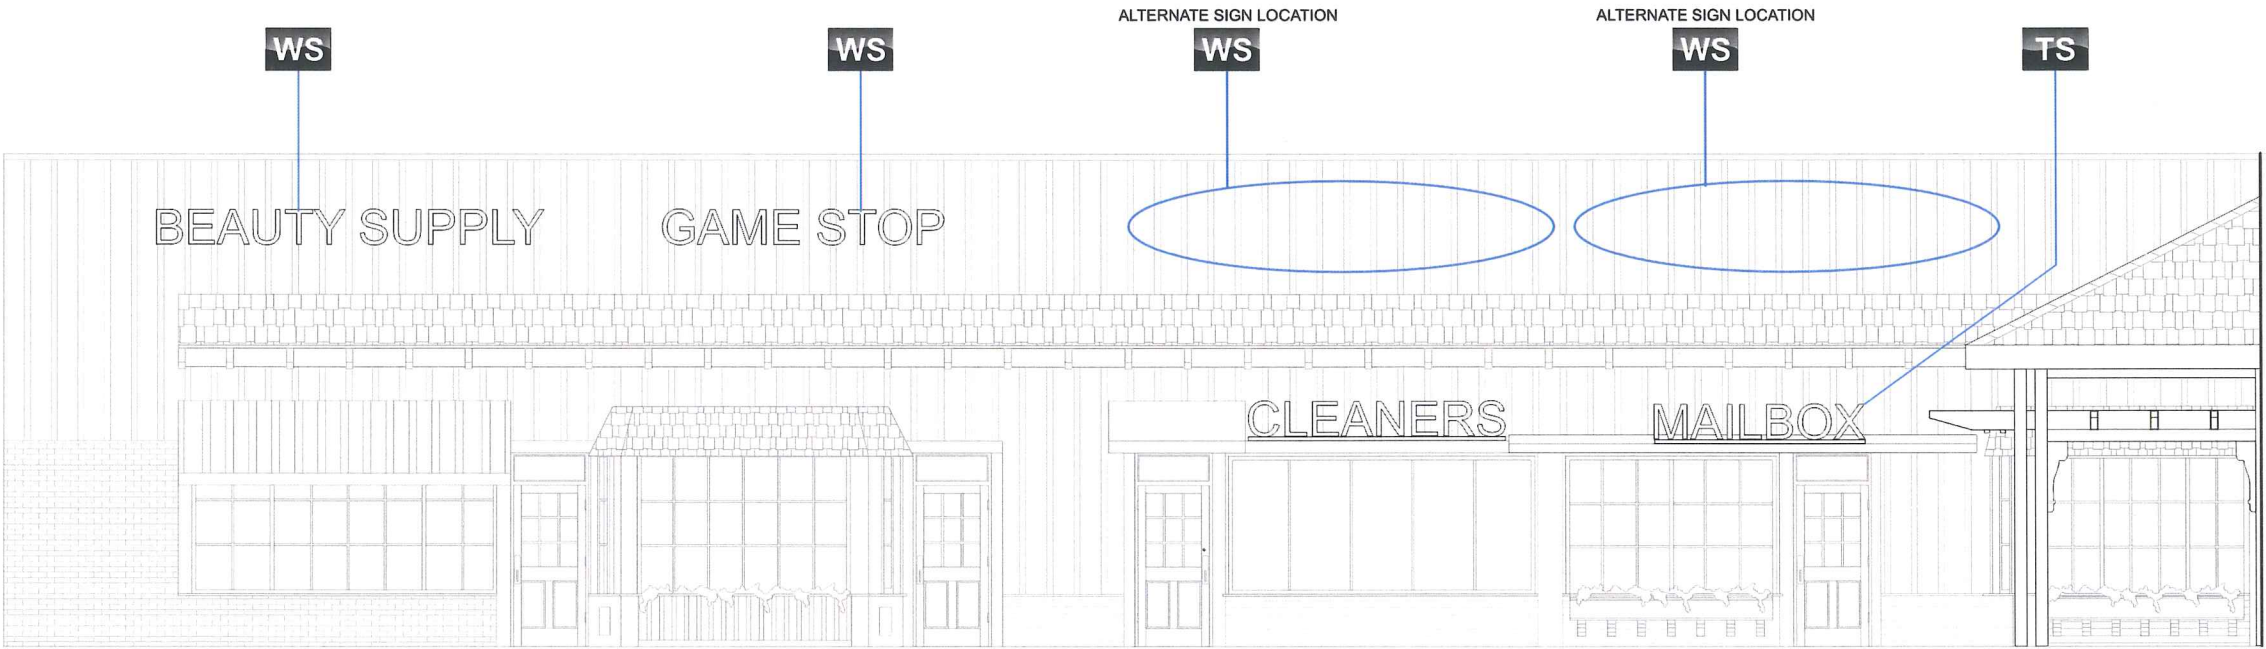 ALTERNATE SIGN LOCATION
ALTERNATE SIGN LOCATION
WS
WS
WS
WS
TS
BEAUTY SUPPLY
GAME STOP
CLEANERS
MAILBOX